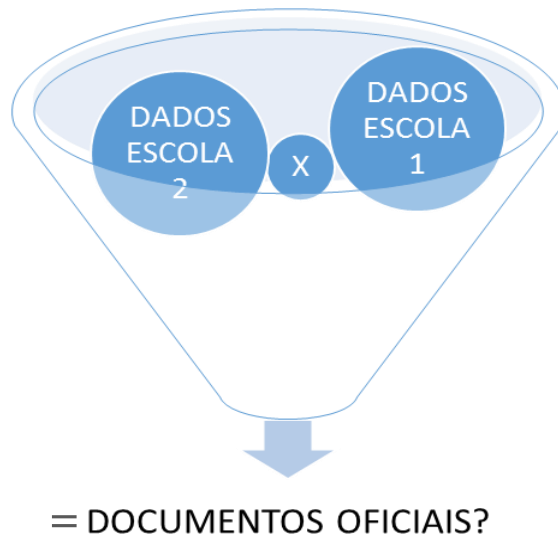 DADOS
ESCOLA
2
X
DADOS
ESCOLA
1
= DOCUMENTOS OFICIAIS?